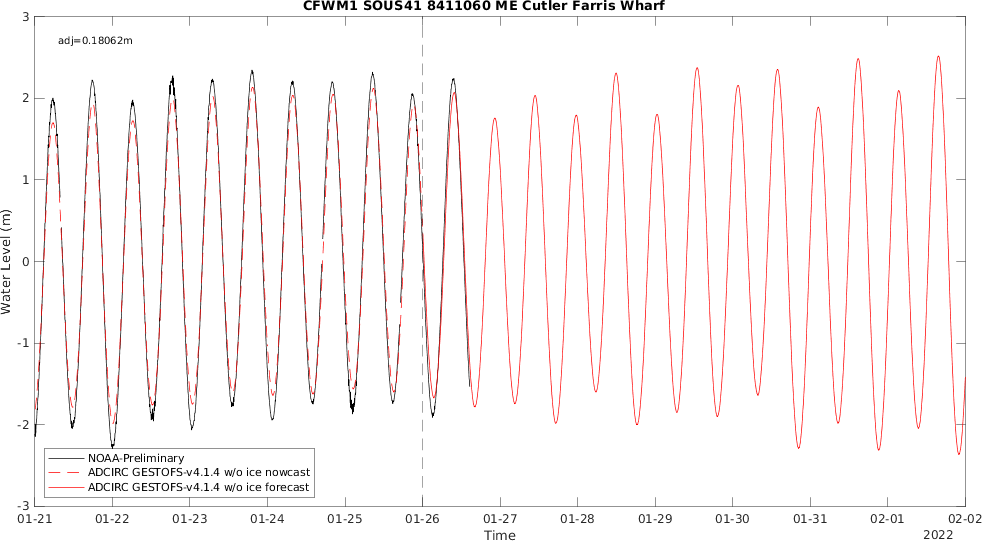 CFWM1 SOUS41 8411060 ME Cutler Farris Wharf
adj=0.18062m
3
2
1
0
-1
-2
-3
Water Level (m)
NOAA-Preliminary
ADCIRC GESTOFS-v4.1.4 w/o ice nowcast
ADCIRC GESTOFS-v4.1.4 w/o ice forecast
01-21 01-22 01-23 01-24 01-25 01-26 01-27 01-28 01-29 01-30 01-31 02-01 02-02
Time
2022